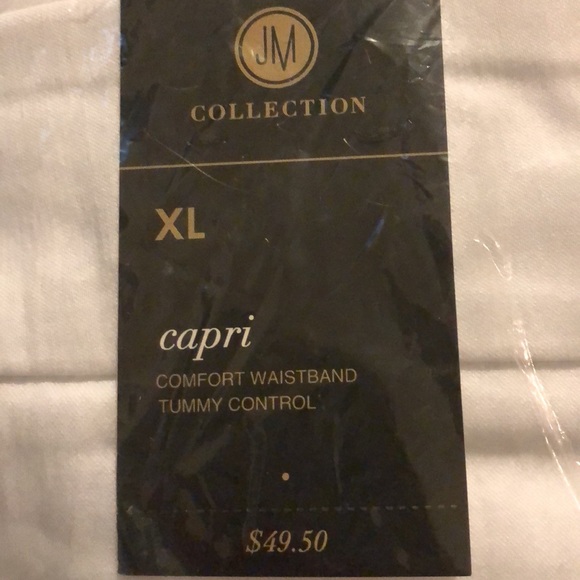 JM
COLLECTION
XL
capri
COMFORT WAISTBAND
TUMMY CONTROL
$49.50